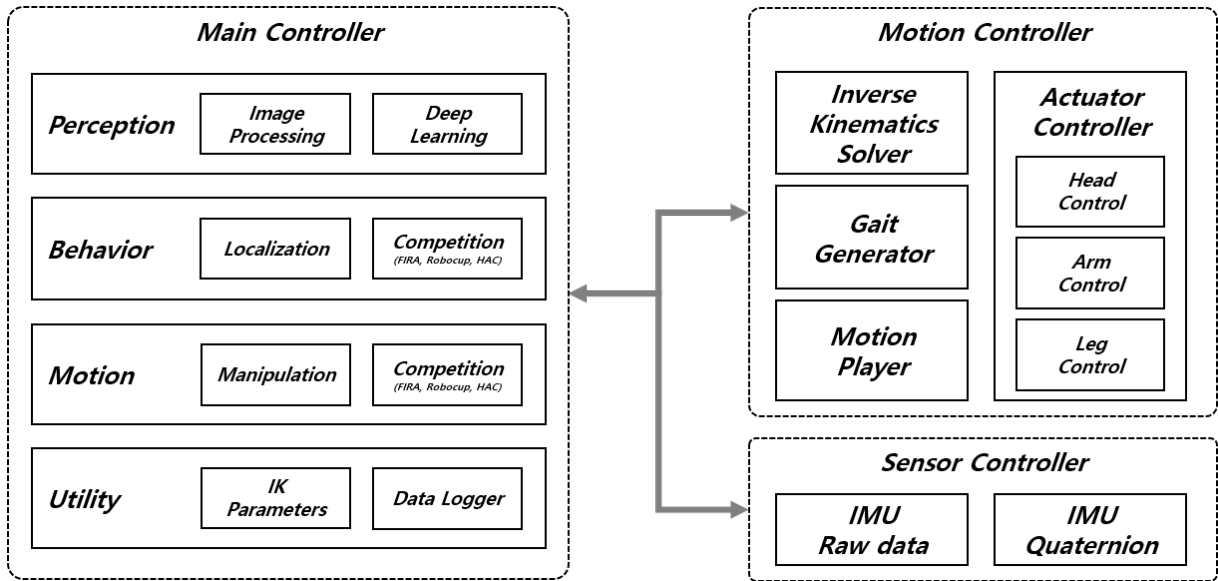 Main Controller
Perception
Image
Processing
Deep
Learning
Behavior
Localization
Competition
(FIRA, Robocup, HAC)
Motion
Manipulation
Competition
(FIRA, Robocup, HAC)
Utility
IK
Parameters
Data Logger
Motion Controller
Inverse
Kinematics
Solver
Gait
Generator
Motion
Player
Actuator
Controller
Head
Control
Arm
Control
Leg
Control
Sensor Controller
IMU
Raw data
IMU
Quaternion